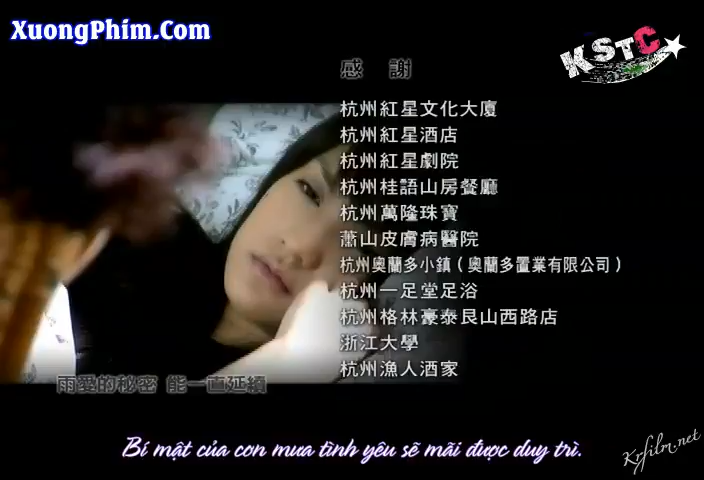 XuongPhim.Com
KSTC
感 謝
杭州紅星文化大廈
杭州紅星酒店
杭州紅星劇院
杭州桂語山房餐廳
杭州萬隆珠寶
蕭山皮膚病醫院
杭州奧蘭多小鎮(奧蘭多置業有限公司)
杭州一足堂足浴
杭州格林豪泰艮山西路店
浙江大學
杭州漁人酒家
雨愛的秘密 能一直延續
Bí mật của cơn mưa tình yêu sẽ mãi được duy trì.
Krfilm.net